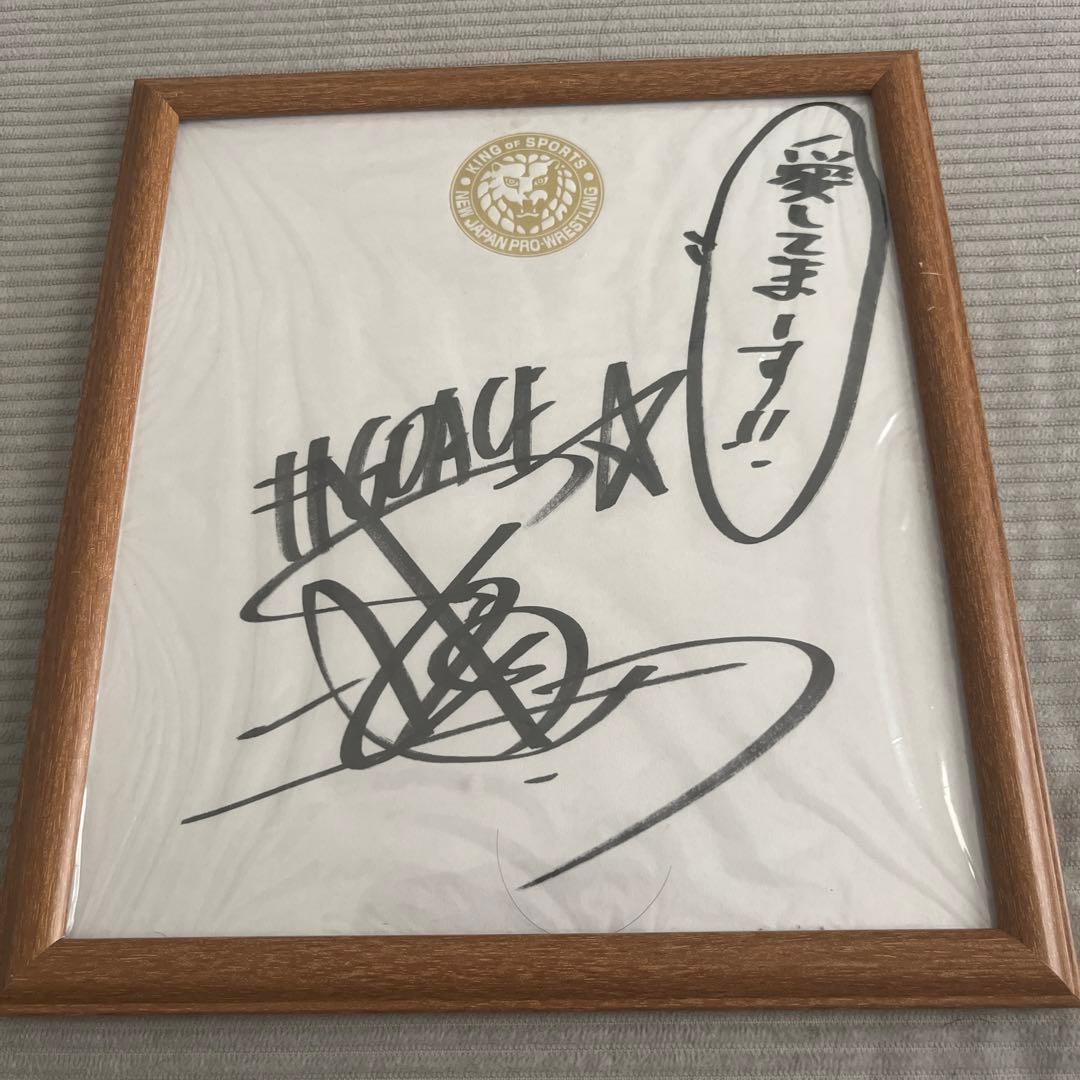 KING OF SPORTS
NEW JAPAN PRO-WRESTLING
愛してまーす!!
#GOACE